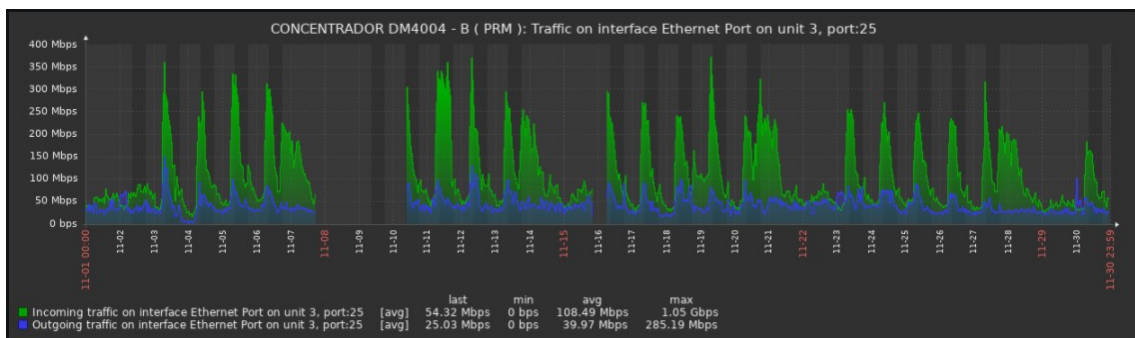 CONCENTRADOR DM4004 - B ( PRM ): Traffic on interface Ethernet Port on unit 3, port:25
400 Mbps
350 Mbps
300 Mbps
250 Mbps
200 Mbps
150 Mbps
100 Mbps
50 Mbps
0 bps
11-01 00:00
11-02
11-03
11-04
11-05
11-06
11-07
11-08
11-09
11-10
11-11
11-12
11-13
11-14
11-15
11-16
11-17
11-18
11-19
11-20
11-21
11-22
11-23
11-24
11-25
11-26
11-27
11-28
11-29
11-30
11-30 23:59
last min avg max
Incoming traffic on interface Ethernet Port on unit 3, port:25 [avg] 54.32 Mbps 0 bps 108.49 Mbps 1.05 Gbps
Outgoing traffic on interface Ethernet Port on unit 3, port:25 [avg] 25.03 Mbps 0 bps 39.97 Mbps 285.19 Mbps